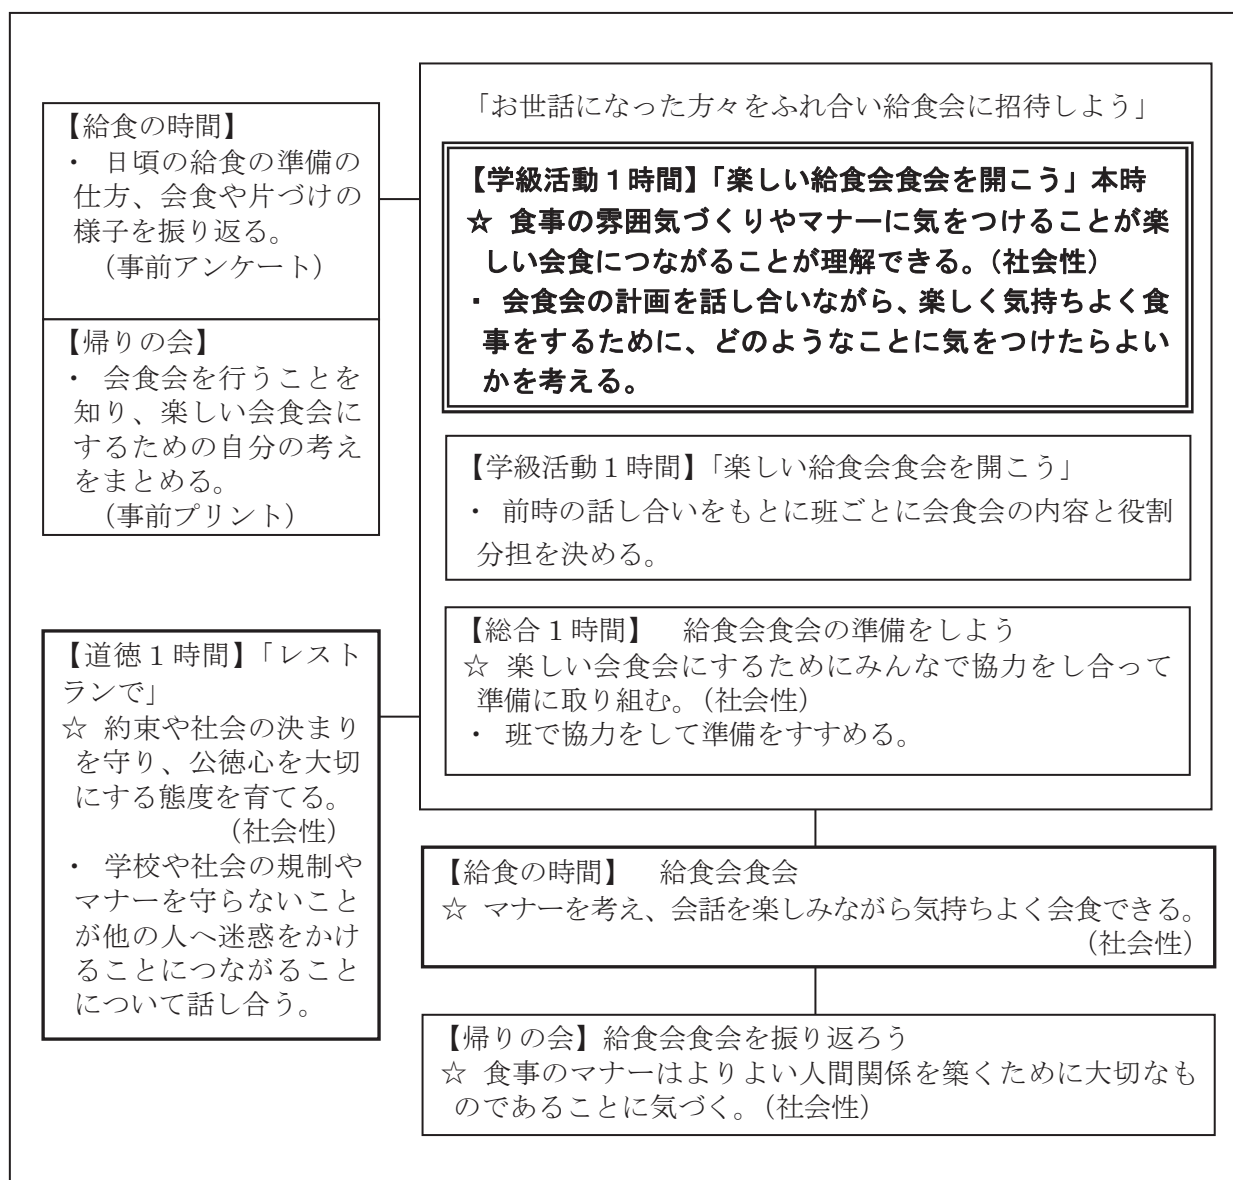 【給食の時間】
・ 日頃の給食の準備の
仕方、会食や片づけの
様子を振り返る。
（事前アンケート）
【帰りの会】
・ 会食会を行うことを
知り、楽しい会食会に
するための自分の考え
をまとめる。
（事前プリント）
【道徳１時間】「レスト
ランで」
☆ 約束や社会の決まり
を守り、公徳心を大切
にする態度を育てる。
（社会性）
・ 学校や社会の規制や
マナーを守らないこと
が他の人へ迷惑をかけ
ることにつながること
について話し合う。
「お世話になった方々をふれ合い給食会に招待しよう」
【学級活動１時間】「楽しい給食会食会を開こう」本時
☆ 食事の雰囲気づくりやマナーに気をつけることが楽
しい会食につながることが理解できる。（社会性）
・ 会食会の計画を話し合いながら、楽しく気持ちよく食
事をするために、どのようなことに気をつけたらよい
かを考える。
【学級活動１時間】「楽しい給食会食会を開こう」
・ 前時の話し合いをもとに班ごとに会食会の内容と役割
分担を決める。
【総合１時間】　給食会食会の準備をしよう
☆ 楽しい会食会にするためにみんなで協力をし合って
準備に取り組む。（社会性）
・ 班で協力をして準備をすすめる。
【給食の時間】　給食会食会
☆ マナーを考え、会話を楽しみながら気持ちよく会食できる。
（社会性）
【帰りの会】給食会食会を振り返ろう
☆ 食事のマナーはよりよい人間関係を築くために大切なも
のであることに気づく。（社会性）